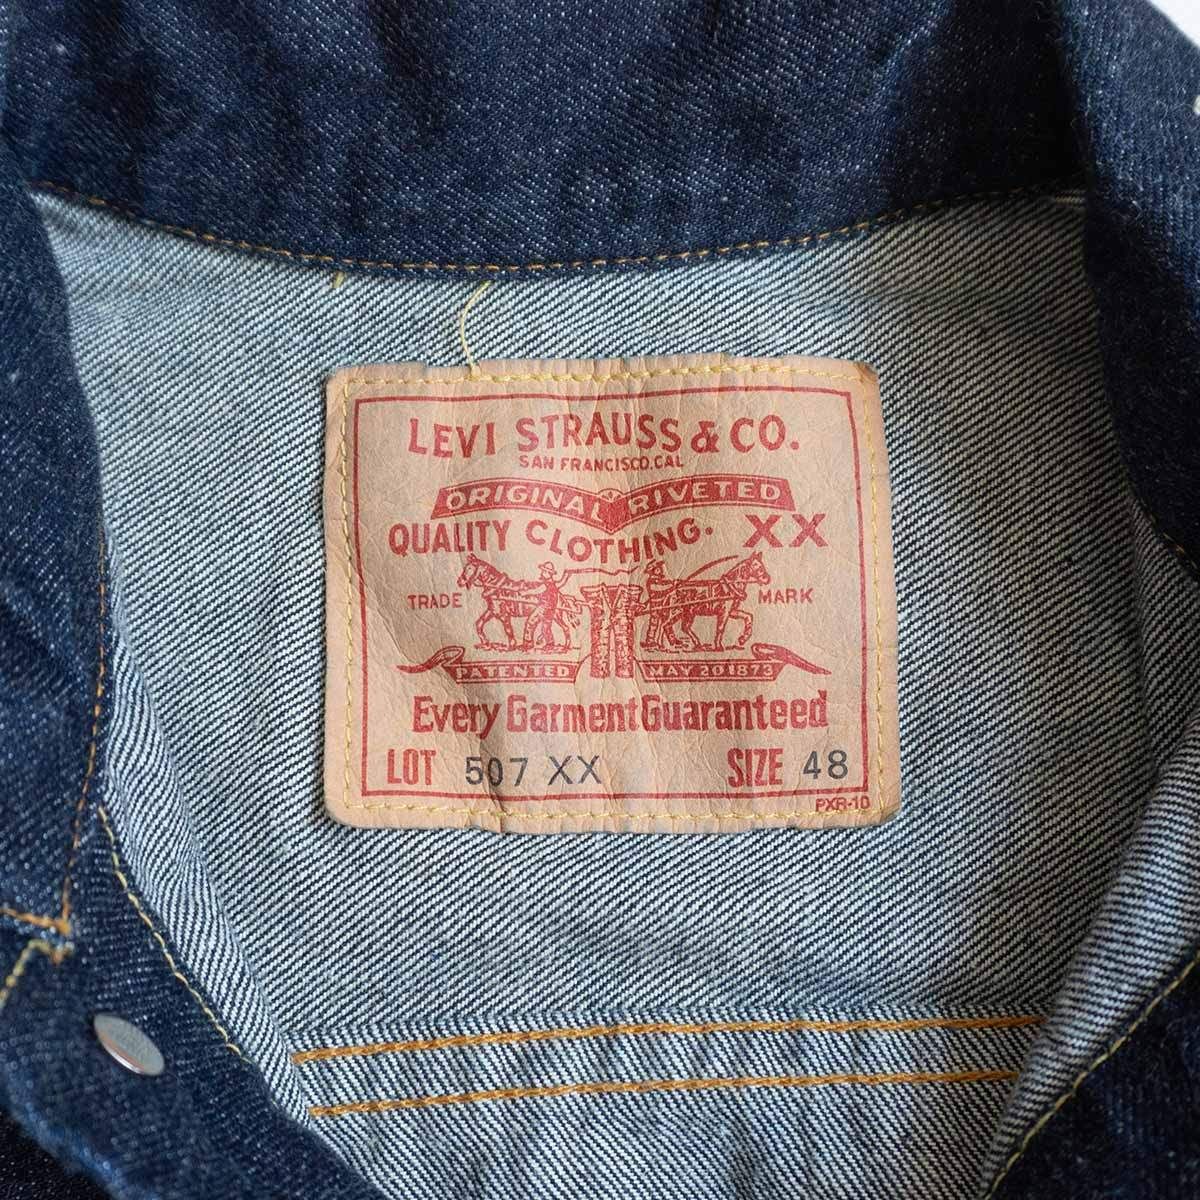 LEVI STRAUSS & CO.
SAN FRANCISCO, CAL
ORIGINAL RIVETED
QUALITY CLOTHING. XX
TRADE MARK
PATENTED MAY 20 1873
Every Garment Guaranteed
LOT 507 XX SIZE 48
PXR-10